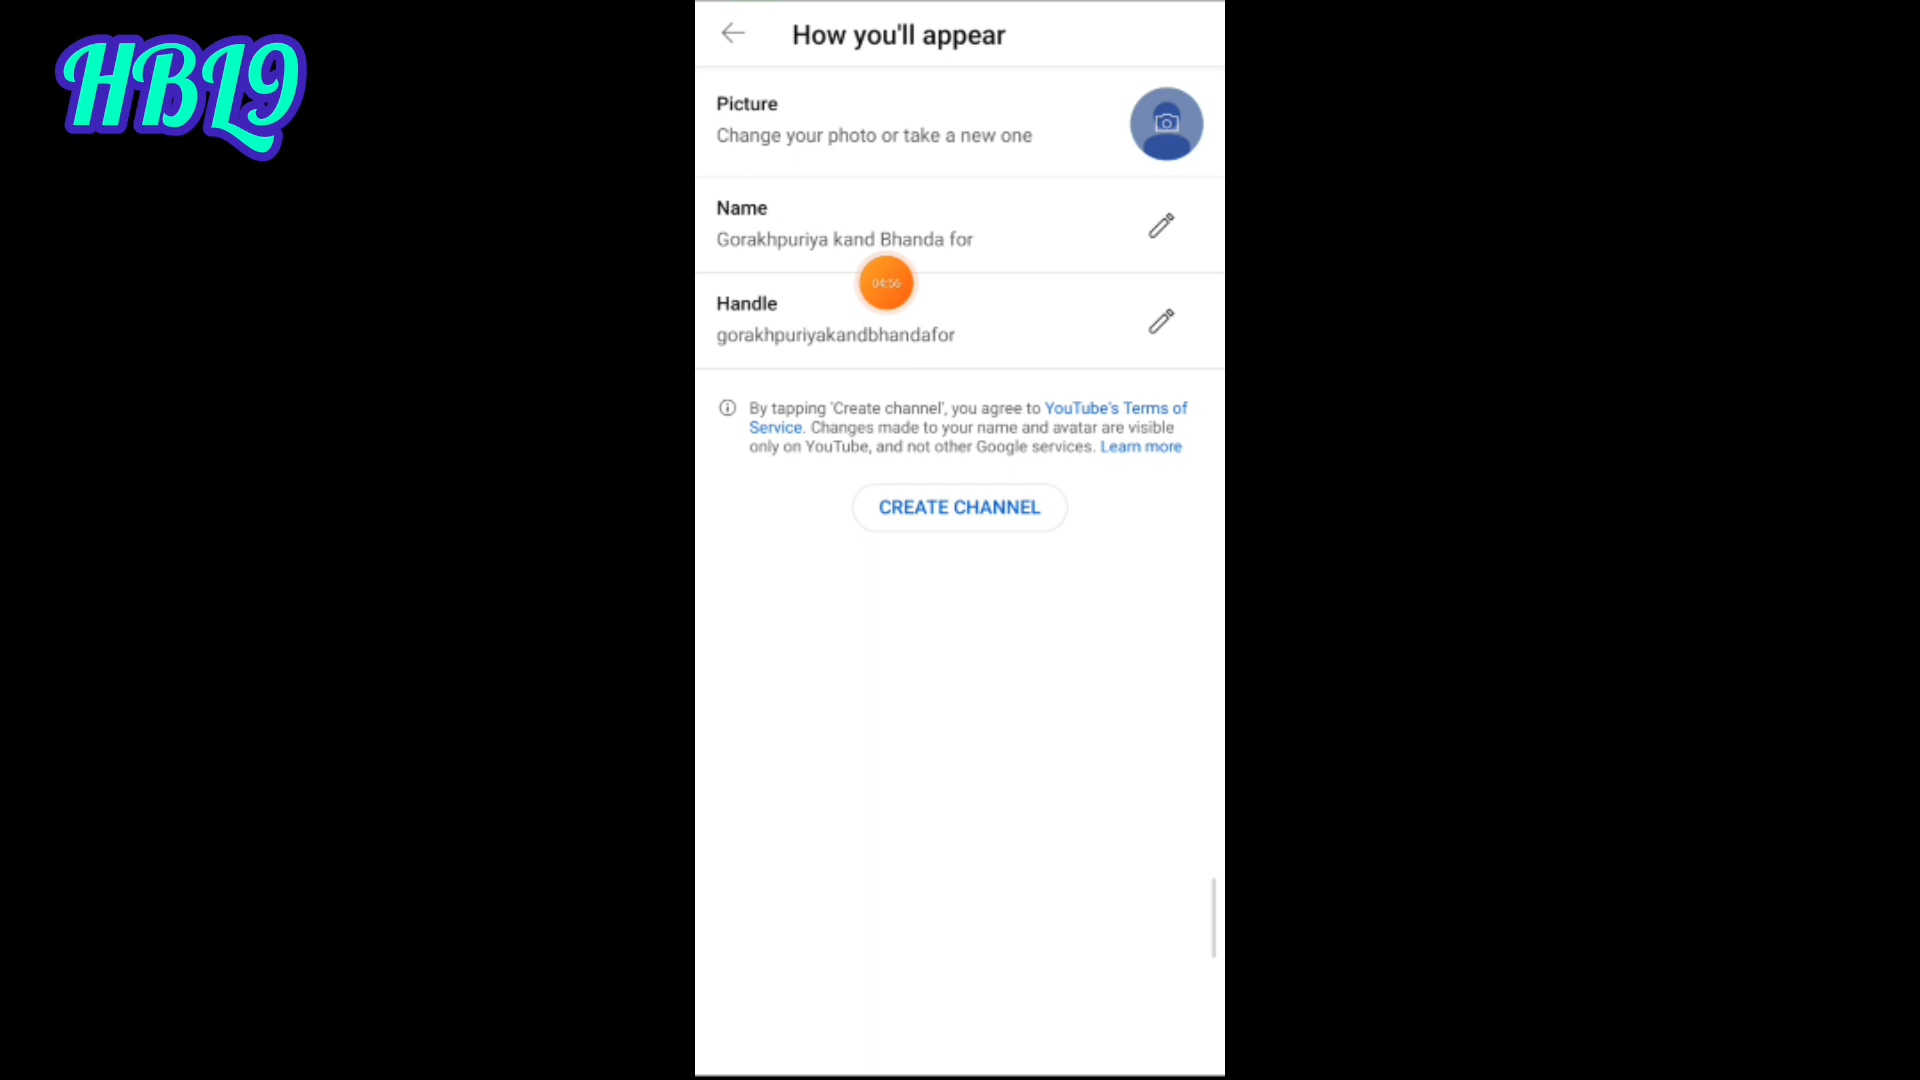 HBL9
How you'll appear
Picture
Change your photo or take a new one
Name
Gorakhpuriya kand Bhanda for
04:56
Handle
gorakhpuriyakandbhandafor
By tapping 'Create channel', you agree to YouTube's Terms of
Service. Changes made to your name and avatar are visible
only on YouTube, and not other Google services. Learn more
CREATE CHANNEL